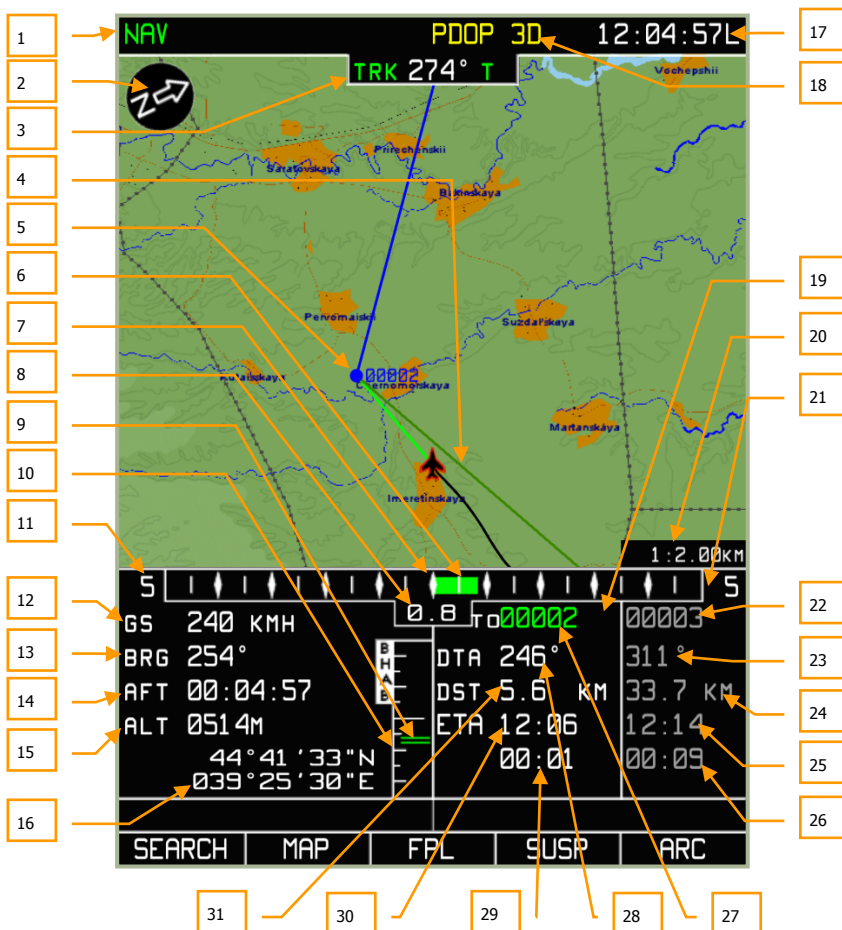 1
NAV
PDOP 3D
12:04:57L
17
2
N
3
TRK 274° T
18
Vochepshii
4
Prirechenskii
Saratovskaya
5
Bakinskaya
6
19
7
Pervomaiskii
Suzdal'skaya
20
8
00002
Kutaisskaya
Chernomorskaya
21
9
Martanskaya
10
Imeretinskaya
11
1:2.00KM
5
5
12
GS 240 KMH
0.8
TO00002
00003
22
13
BRG 254°
B
H
A
B
DTA 246°
311°
23
14
AFT 00:04:57
DST 5.6 KM
33.7 KM
24
15
ALT 0514M
ETA 12:06
12:14
25
44°41'33"N
00:01
00:09
26
16
039°25'30"E
SEARCH
MAP
FPL
SUSP
ARC
31
30
29
28
27